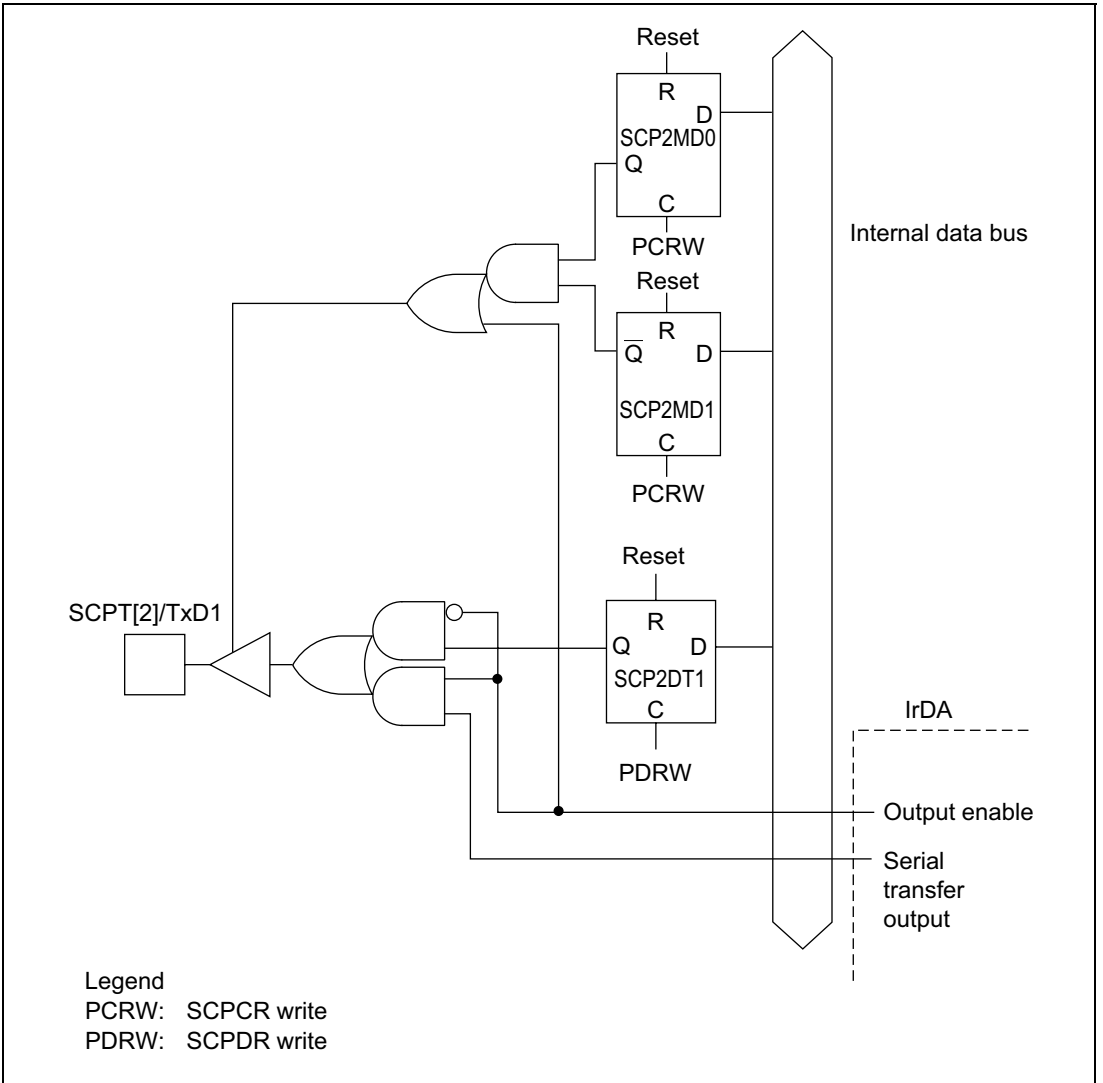 Reset
R
D
SCP2MD0
Q
C
PCRW
Internal data bus
Reset
R
Q̅
D
SCP2MD1
C
PCRW
Reset
SCPT[2]/TxD1
R
Q
D
SCP2DT1
C
PDRW
IrDA
Output enable
Serial
transfer
output
Legend
PCRW: SCPCR write
PDRW: SCPDR write